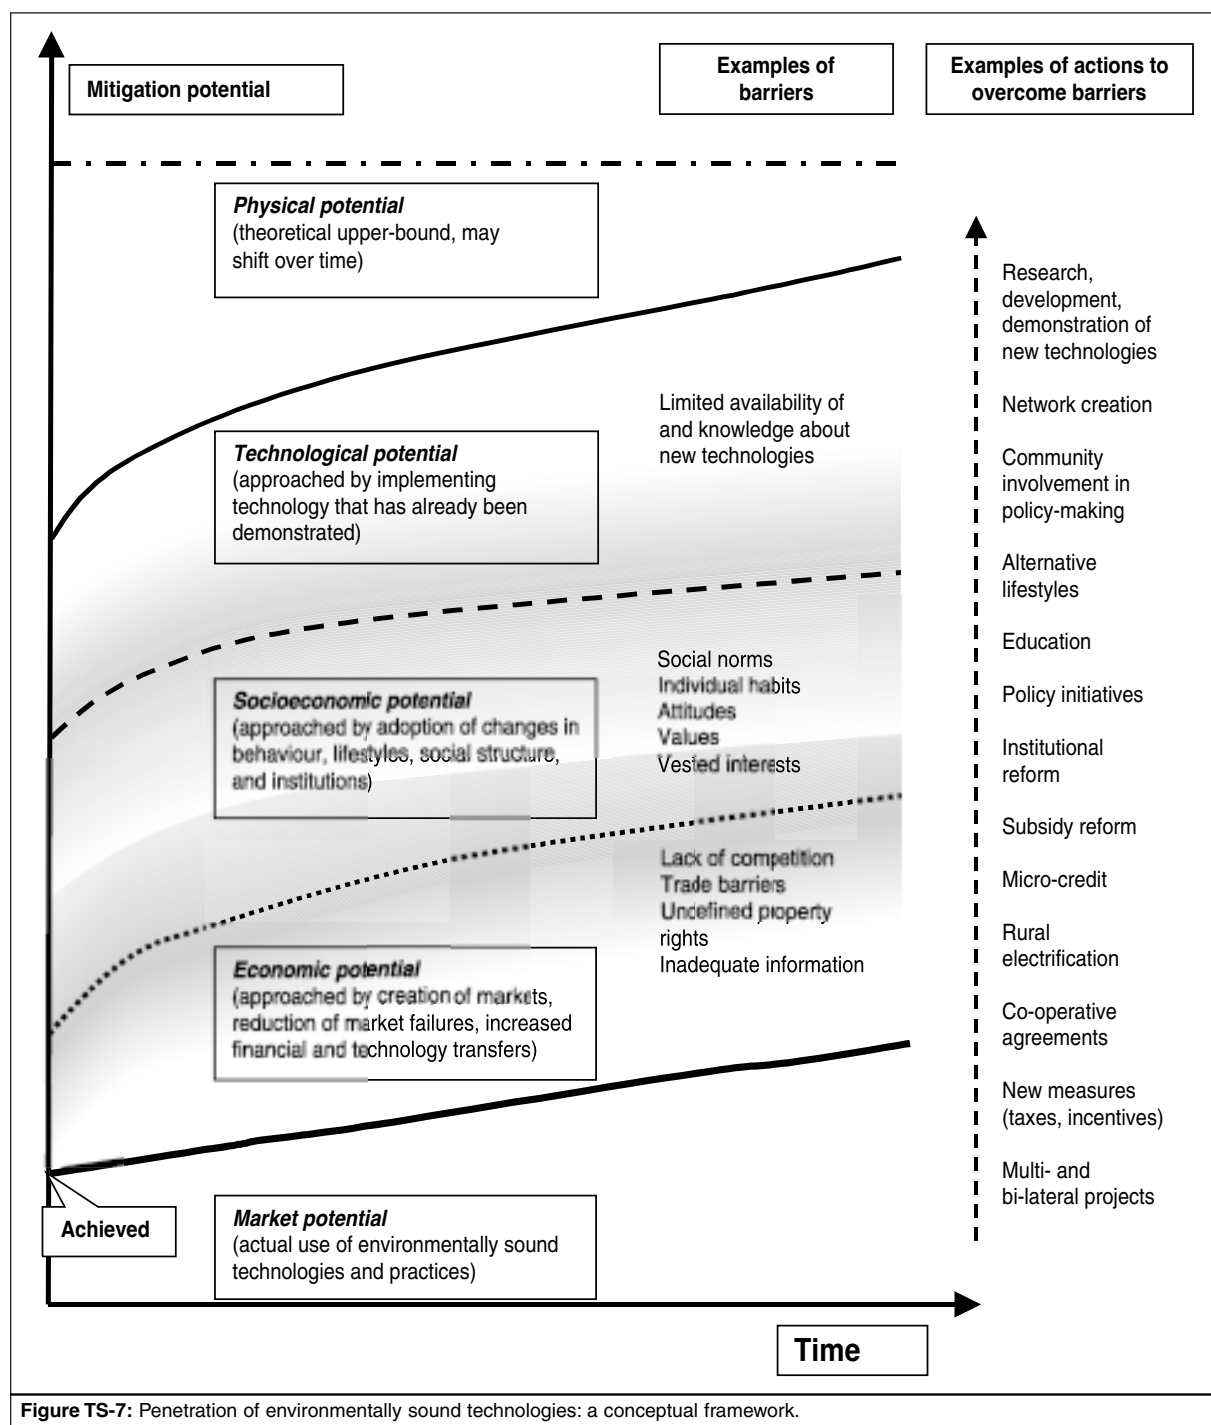 Mitigation potential
Examples of
barriers
Examples of actions to
overcome barriers
Physical potential
(theoretical upper-bound, may
shift over time)
Technological potential
(approached by implementing
technology that has already been
demonstrated)
Socioeconomic potential
(approached by adoption of changes in
behaviour, lifestyles, social structure,
and institutions)
Economic potential
(approached by creation of markets,
reduction of market failures, increased
financial and technology transfers)
Achieved
Market potential
(actual use of environmentally sound
technologies and practices)
Limited availability of
and knowledge about
new technologies
Social norms
Individual habits
Attitudes
Values
Vested interests
Lack of competition
Trade barriers
Undefined property
rights
Inadequate information
Research,
development,
demonstration of
new technologies
Network creation
Community
involvement in
policy-making
Alternative
lifestyles
Education
Policy initiatives
Institutional
reform
Subsidy reform
Micro-credit
Rural
electrification
Co-operative
agreements
New measures
(taxes, incentives)
Multi- and
bi-lateral projects
Time
Figure TS-7: Penetration of environmentally sound technologies: a conceptual framework.